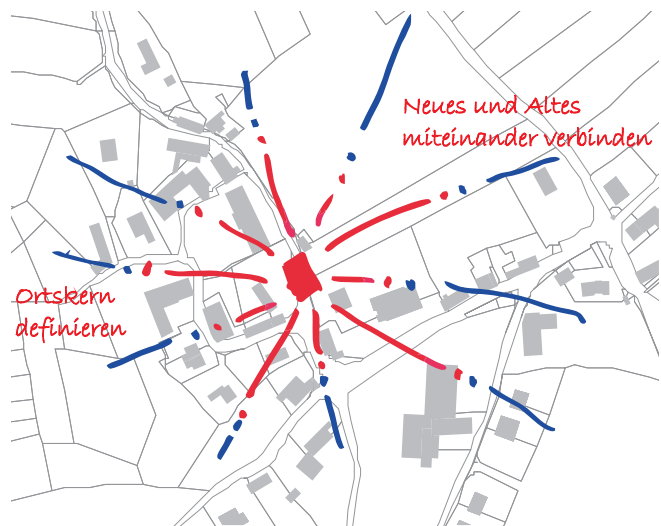 Neues und Altes
miteinander verbinden
Ortskern
definieren